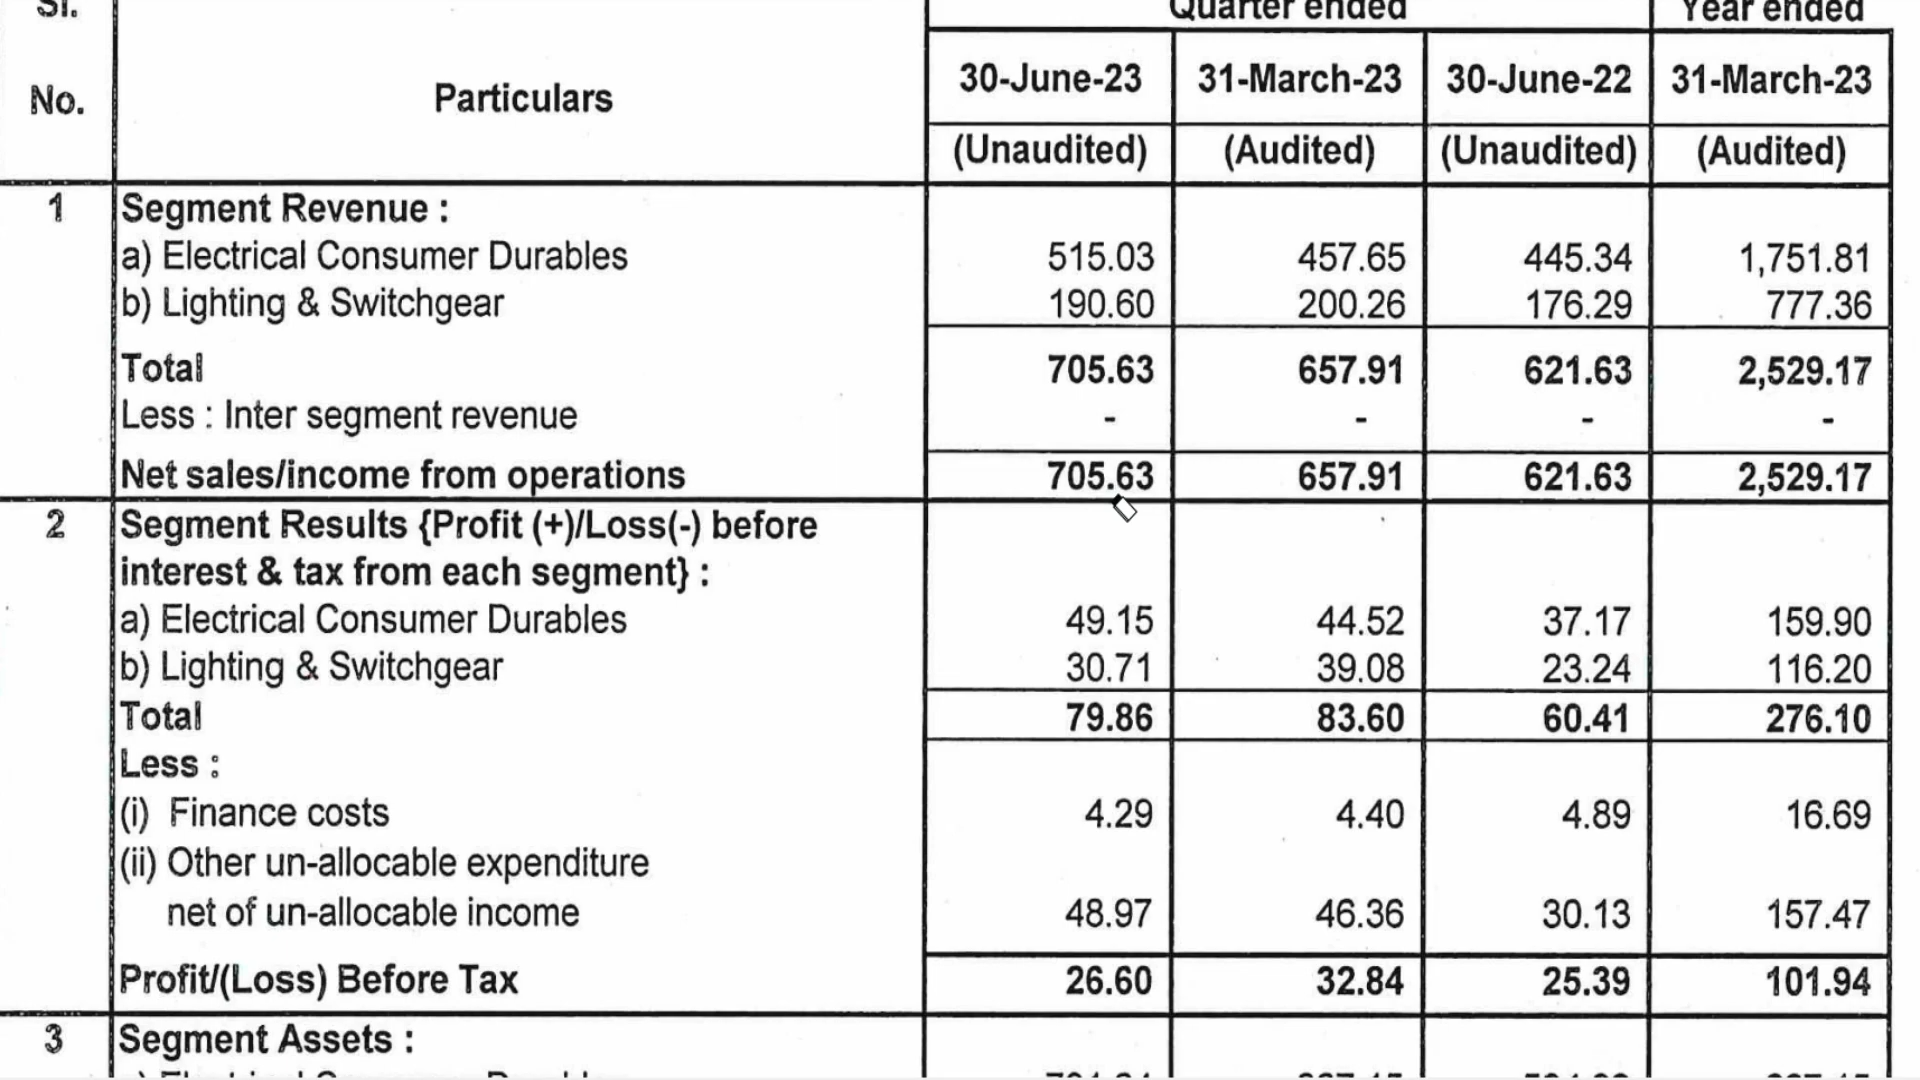 Sl. Quarter ended Year ended
30-June-23 31-March-23 30-June-22 31-March-23
No. Particulars
(Unaudited) (Audited) (Unaudited) (Audited)
1 Segment Revenue :
a) Electrical Consumer Durables 515.03 457.65 445.34 1,751.81
b) Lighting & Switchgear 190.60 200.26 176.29 777.36
Total 705.63 657.91 621.63 2,529.17
Less : Inter segment revenue - - - -
Net sales/income from operations 705.63 657.91 621.63 2,529.17
2 Segment Results {Profit (+)/Loss(-) before
interest & tax from each segment} :
a) Electrical Consumer Durables 49.15 44.52 37.17 159.90
b) Lighting & Switchgear 30.71 39.08 23.24 116.20
Total 79.86 83.60 60.41 276.10
Less :
(i) Finance costs 4.29 4.40 4.89 16.69
(ii) Other un-allocable expenditure
net of un-allocable income 48.97 46.36 30.13 157.47
Profit/(Loss) Before Tax 26.60 32.84 25.39 101.94
3 Segment Assets :